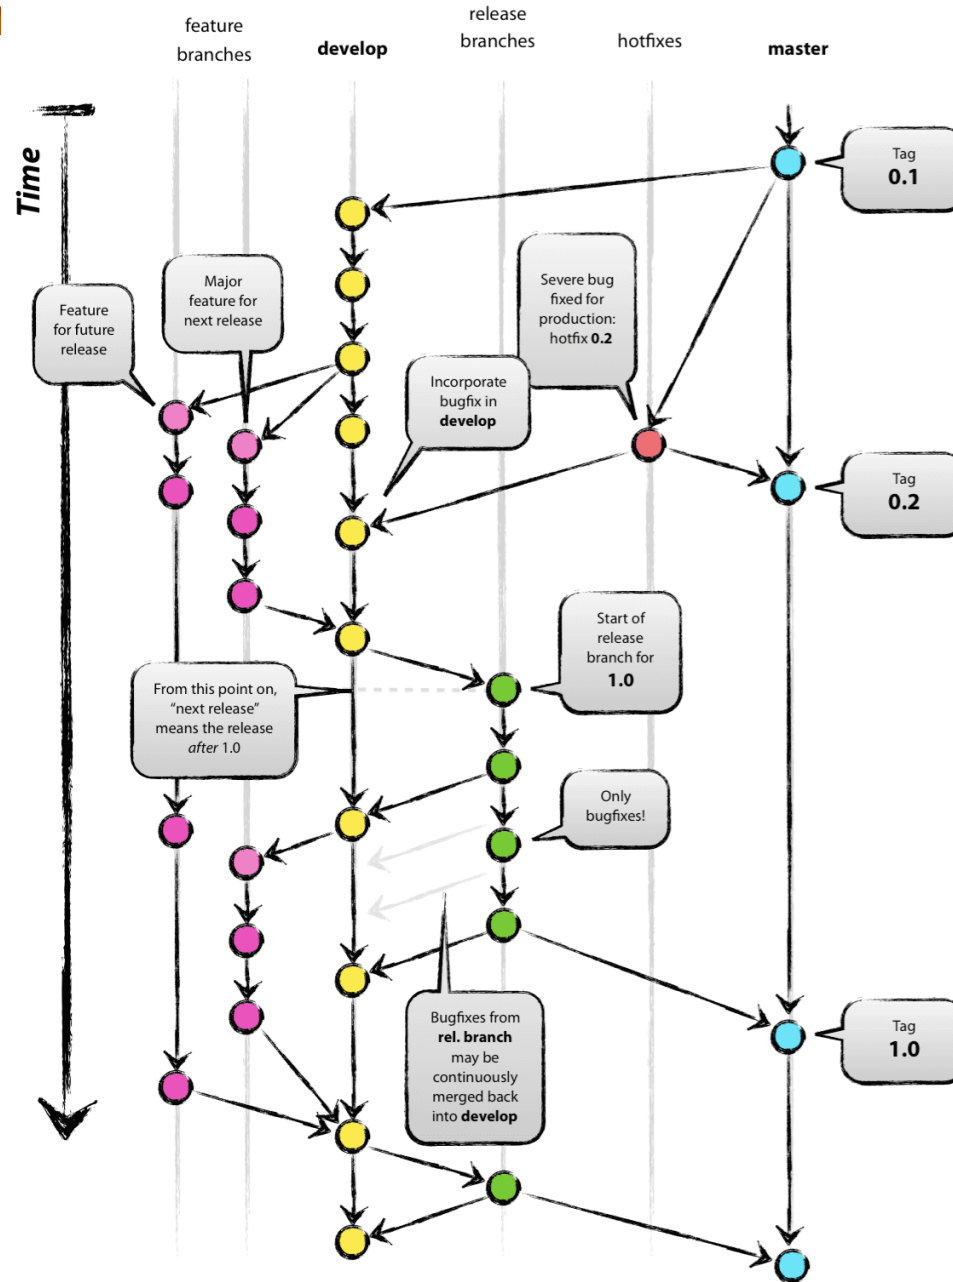 feature
branches
develop
release
branches
hotfixes
master
Time
Tag
0.1
Major
feature for
next release
Feature
for future
release
Severe bug
fixed for
production:
hotfix 0.2
Incorporate
bugfix in
develop
Tag
0.2
Start of
release
branch for
1.0
From this point on,
“next release”
means the release
after 1.0
Only
bugfixes!
Bugfixes from
rel. branch
may be
continuously
merged back
into develop
Tag
1.0